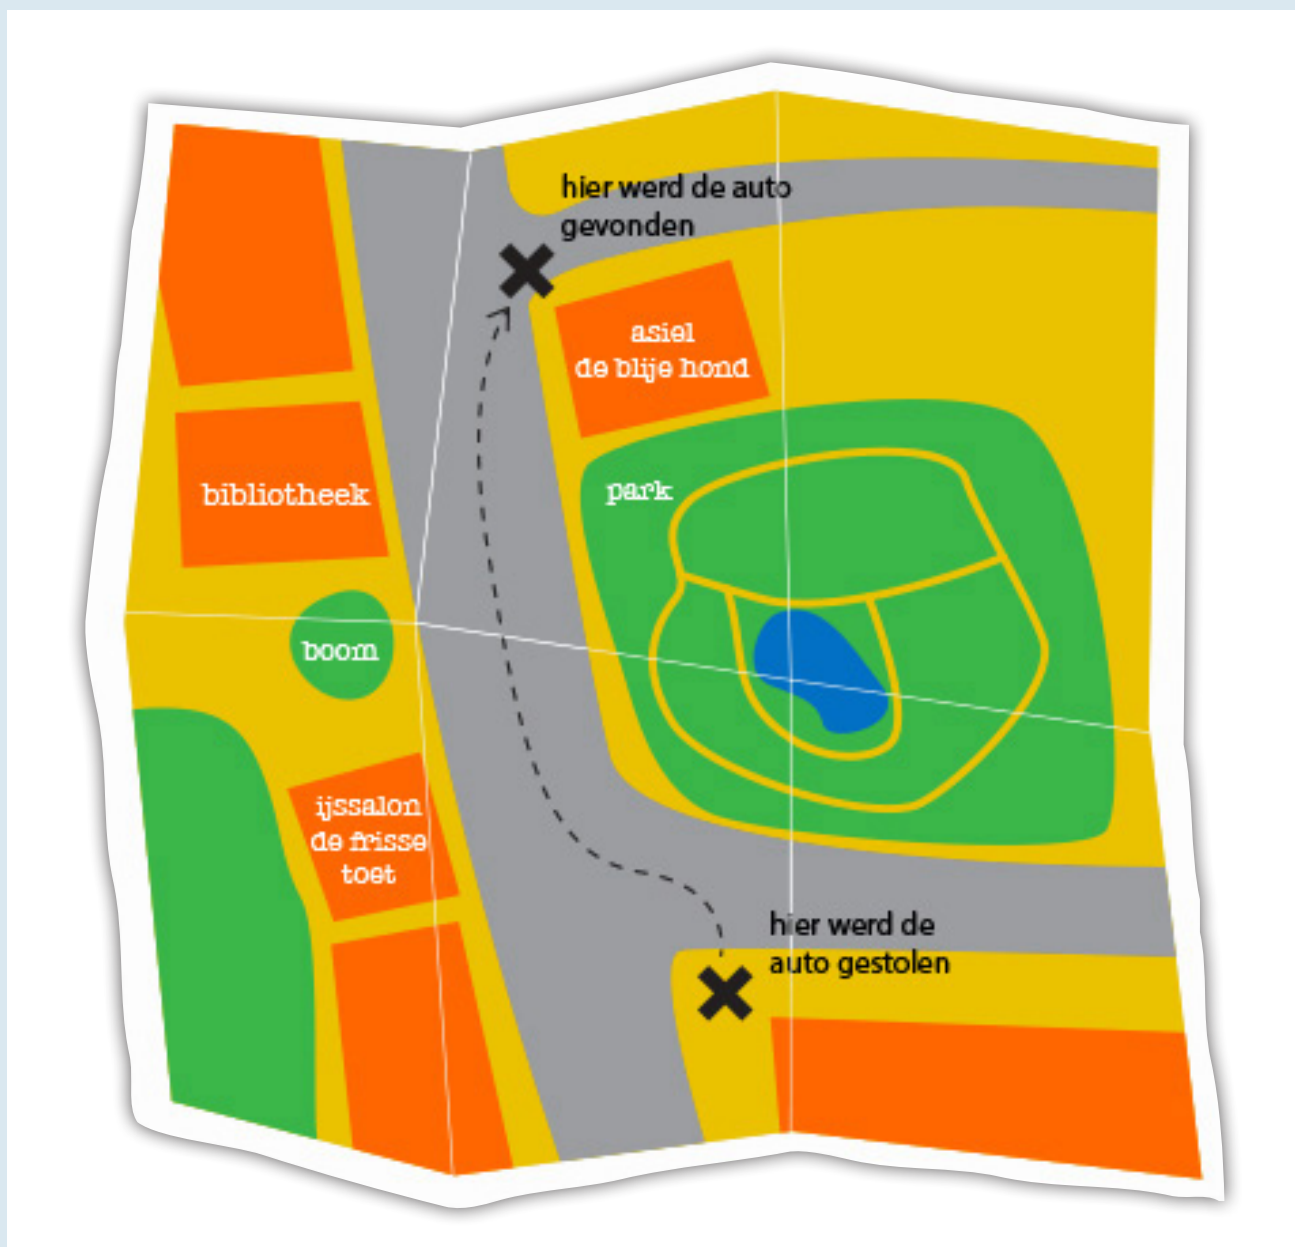 hier werd de auto
gevonden
asiel
de blije hond
bibliotheek
park
boom
ijssalon
de frisse
toet
hier werd de
auto gestolen